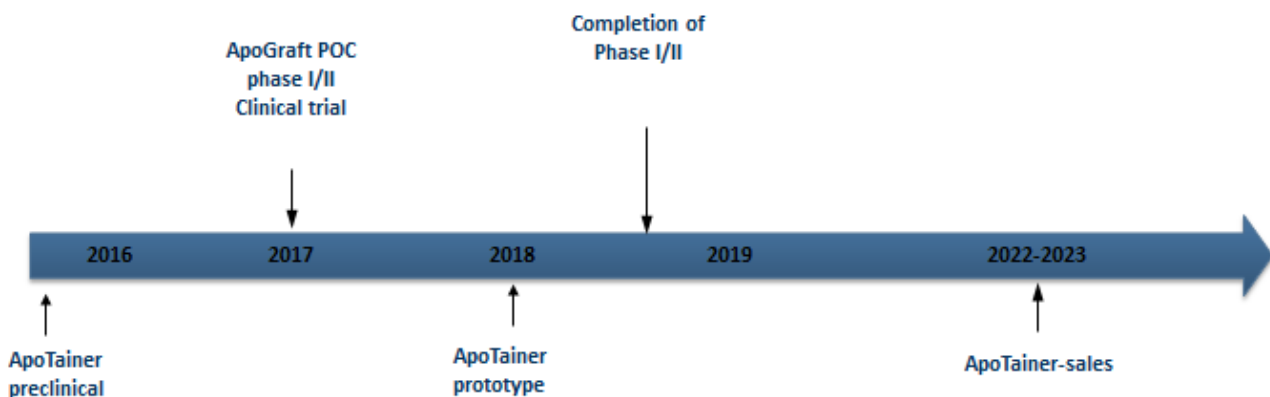 Completion of
Phase I/II
ApoGraft POC
phase I/II
Clinical trial
2016 2017 2018 2019 2022-2023
ApoTainer
preclinical
ApoTainer
prototype
ApoTainer-sales